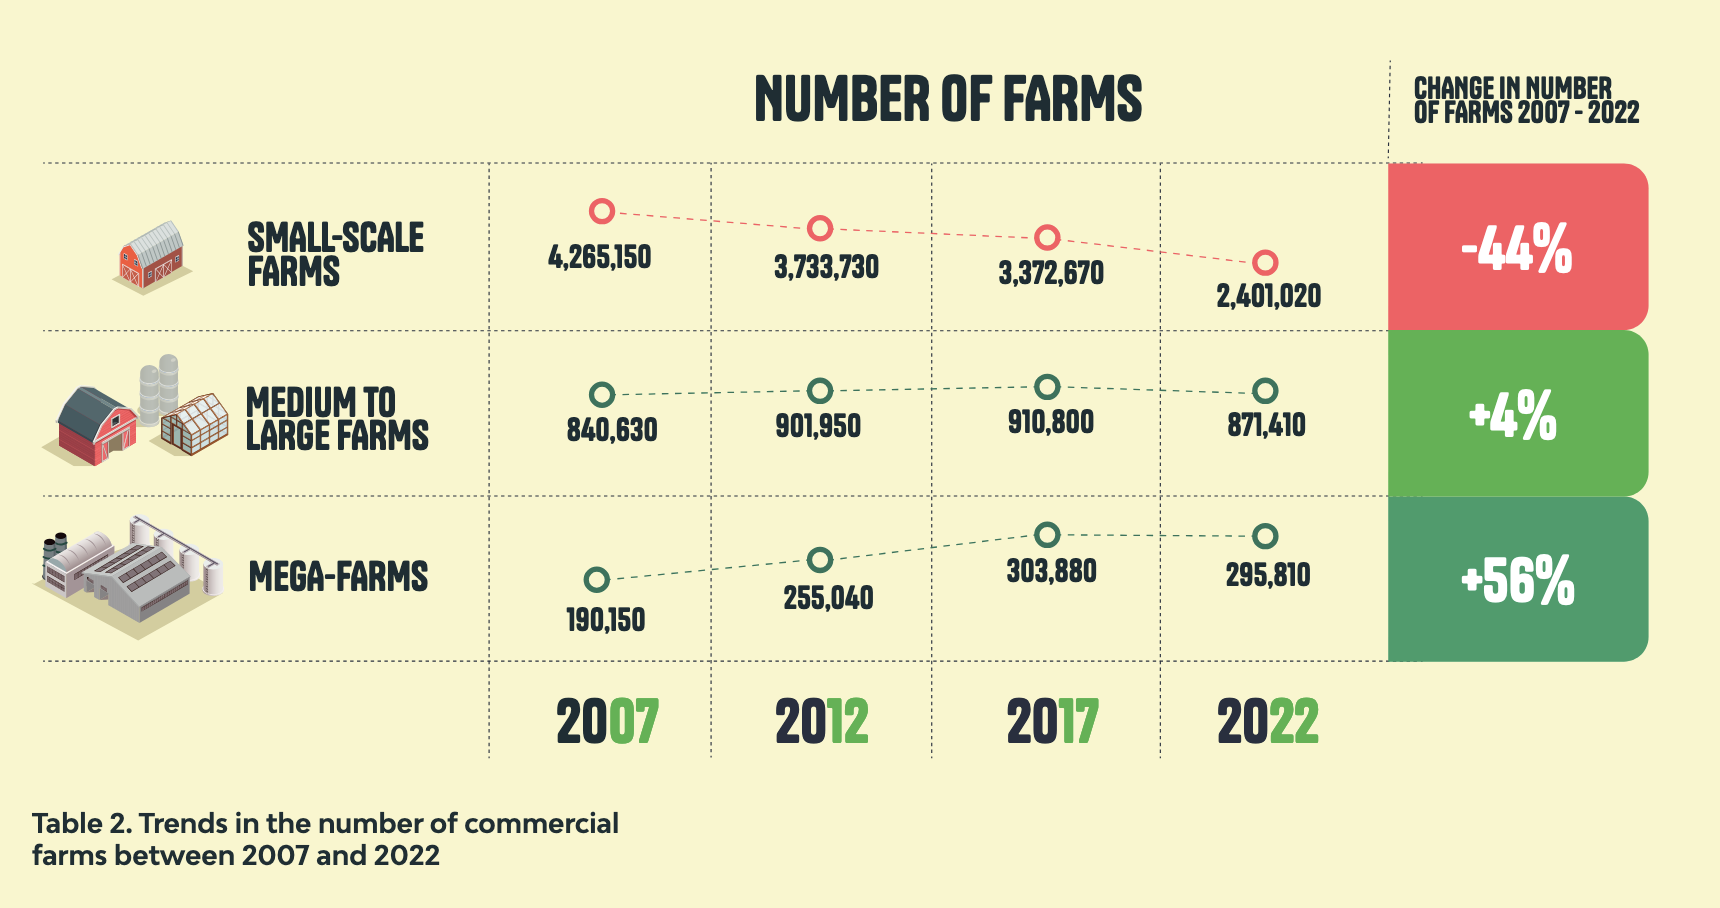 NUMBER OF FARMS
CHANGE IN NUMBER
OF FARMS 2007 - 2022
SMALL-SCALE
FARMS
4,265,150
3,733,730
3,372,670
2,401,020
-44%
MEDIUM TO
LARGE FARMS
840,630
901,950
910,800
871,410
+4%
MEGA-FARMS
190,150
255,040
303,880
295,810
+56%
2007
2012
2017
2022
Table 2. Trends in the number of commercial
farms between 2007 and 2022